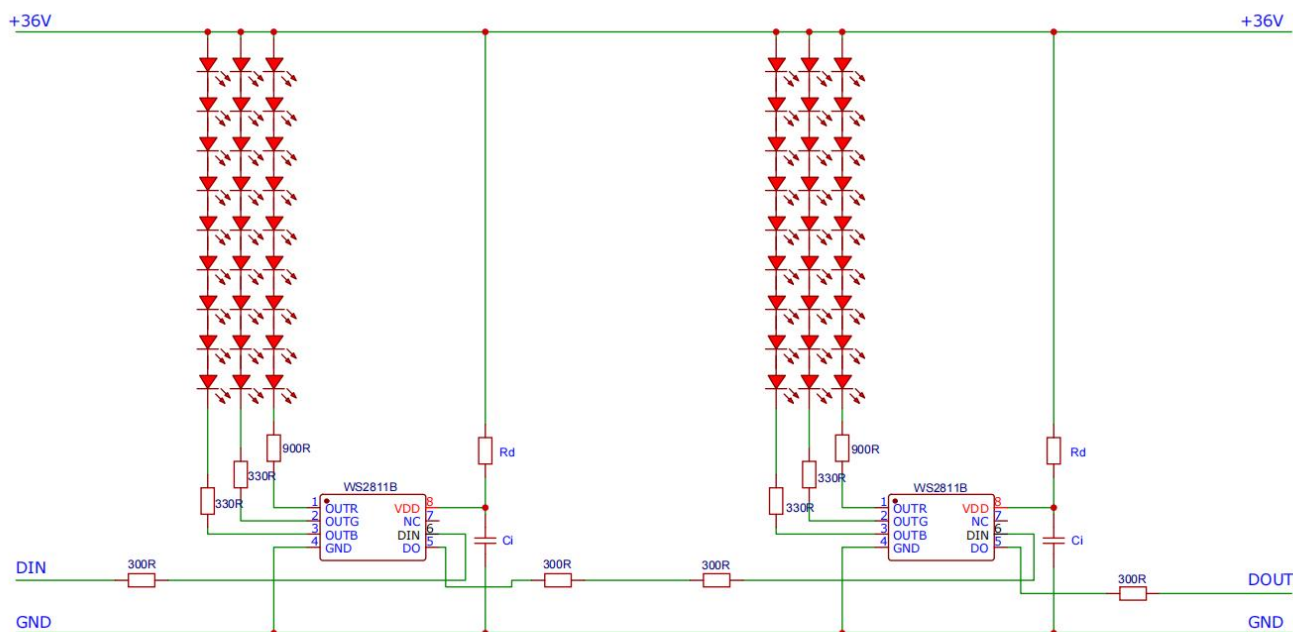 +36V +36V
900R Rd 900R Rd
330R 330R
330R WS2811B 330R WS2811B
1 OUTR VDD 8 1 OUTR VDD 8
2 OUTG NC 7 2 OUTG NC 7
3 OUTB DIN 6 3 OUTB DIN 6
4 GND DO 5 Ci 4 GND DO 5 Ci
DIN 300R 300R 300R 300R DOUT
GND GND